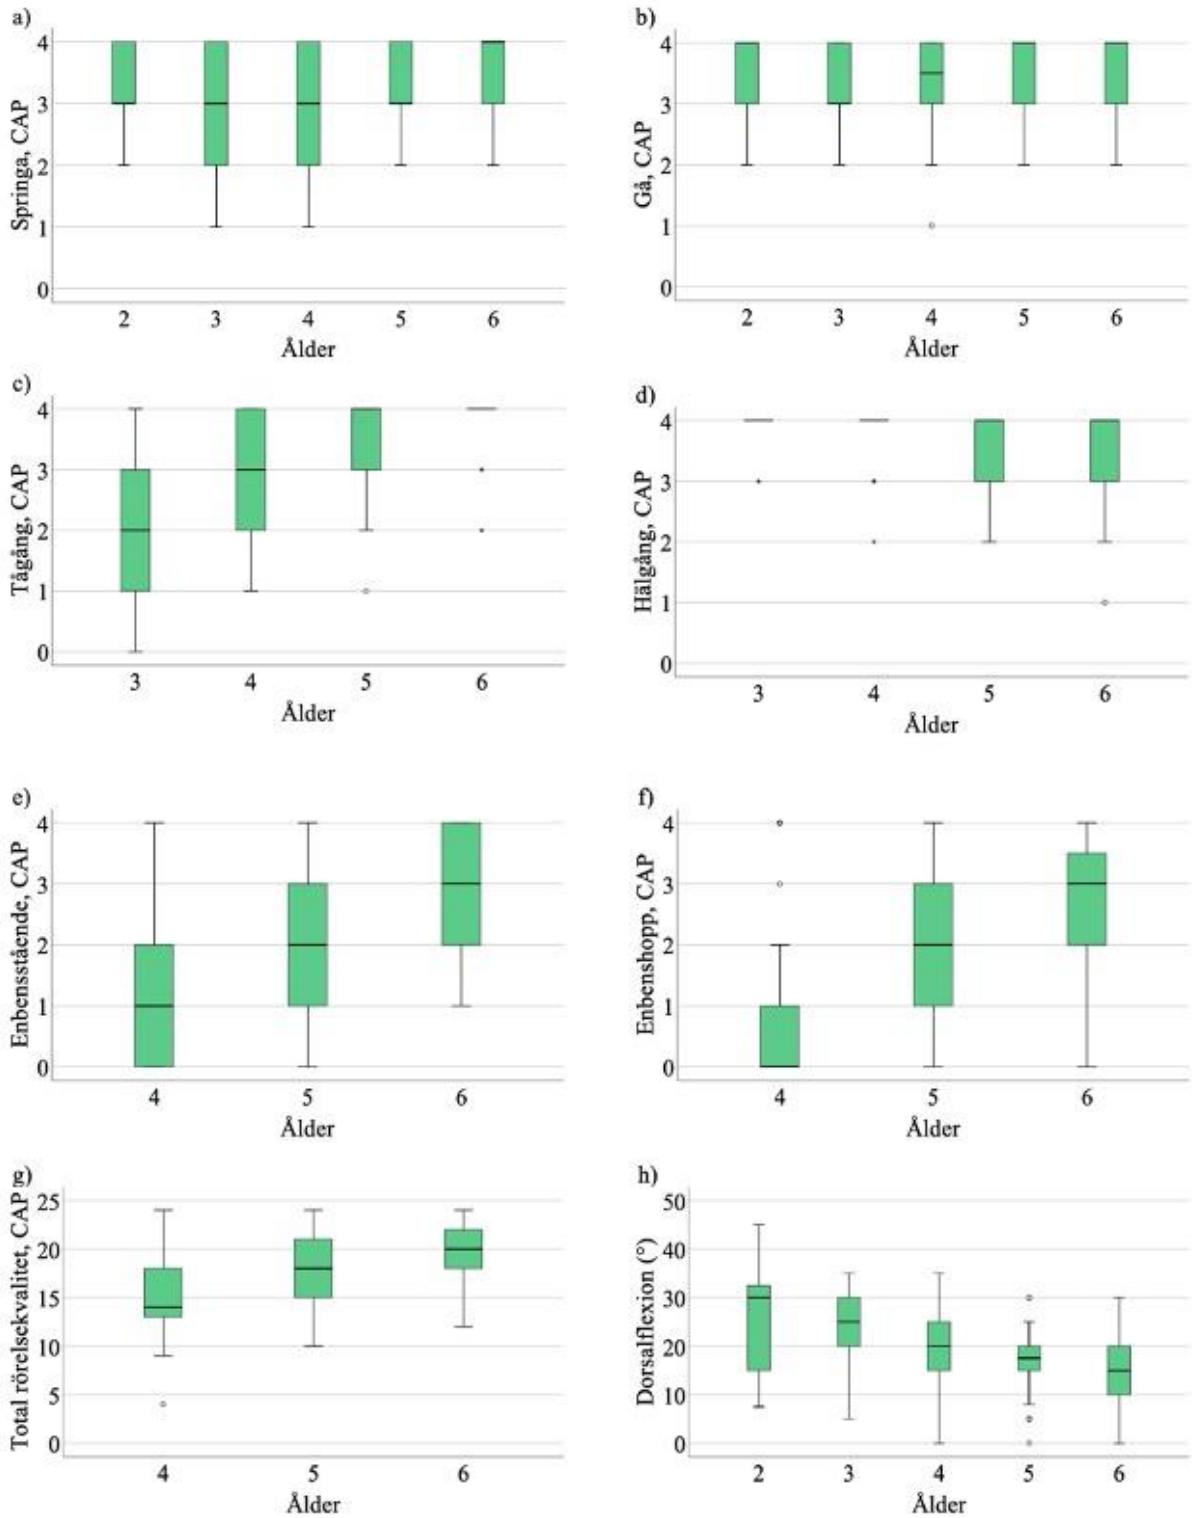 a)
Springa, CAP
4
3
2
1
0
2 3 4 5 6
Ålder
b)
Gå, CAP
4
3
2
1
0
2 3 4 5 6
Ålder
c)
Tågång, CAP
4
3
2
1
0
3 4 5 6
Ålder
d)
Hälgång, CAP
4
3
2
1
0
3 4 5 6
Ålder
e)
Enbensstående, CAP
4
3
2
1
0
4 5 6
Ålder
f)
Enbenshopp, CAP
4
3
2
1
0
4 5 6
Ålder
g)
Total rörelsekvalitet, CAP
25
20
15
10
5
0
4 5 6
Ålder
h)
Dorsalflexion (°)
50
40
30
20
10
0
2 3 4 5 6
Ålder